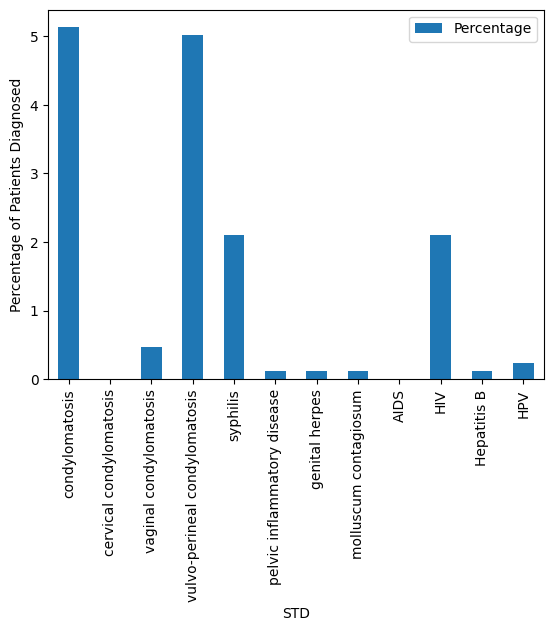 Percentage
Percentage of Patients Diagnosed
5
4
3
2
1
0
condylomatosis
cervical condylomatosis
vaginal condylomatosis
vulvo-perineal condylomatosis
syphilis
pelvic inflammatory disease
genital herpes
molluscum contagiosum
AIDS
HIV
Hepatitis B
HPV
STD